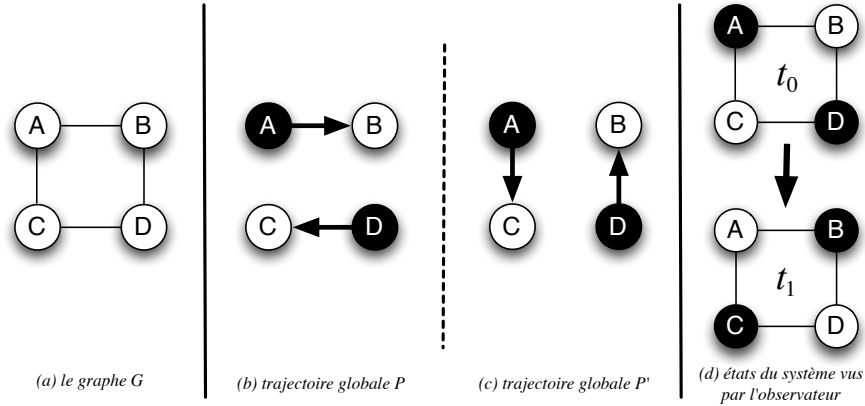 A B
C D
(a) le graphe G
A B
C D
(b) trajectoire globale P
A B
C D
(c) trajectoire globale P'
A B
t0
C D
A B
t1
C D
(d) états du système vus
par l'observateur